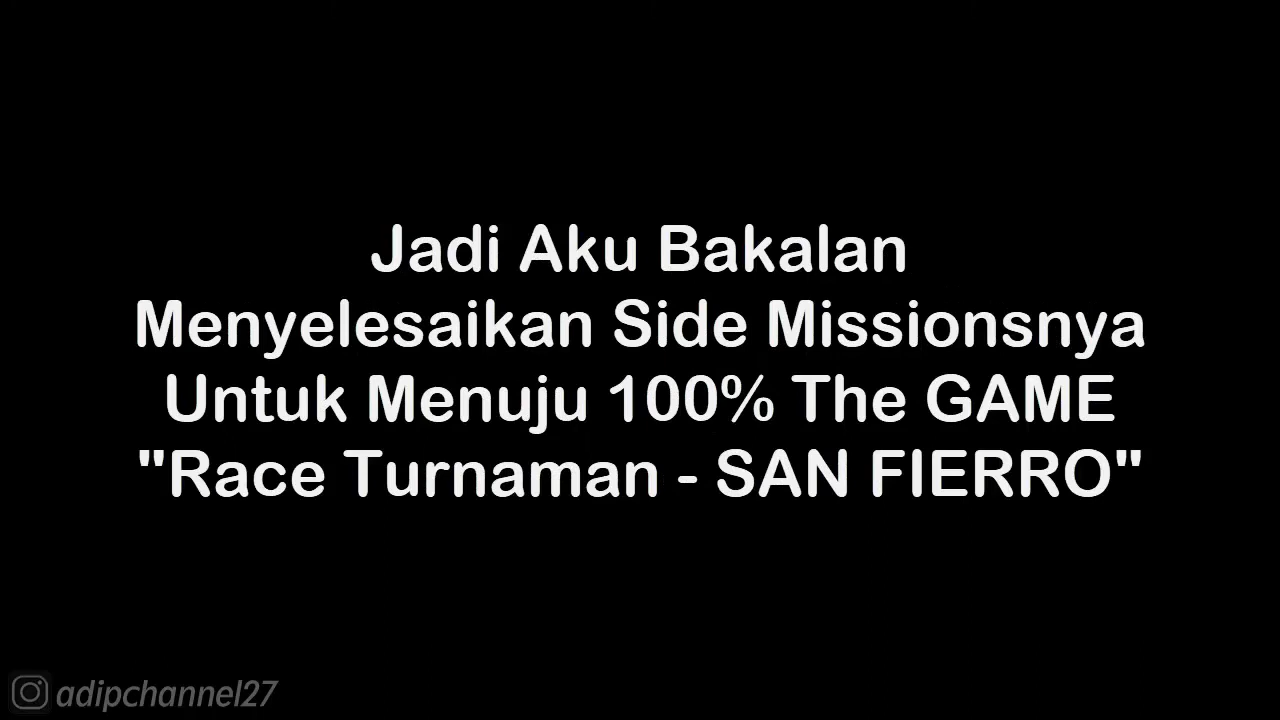 Jadi Aku Bakalan
Menyelesaikan Side Missionsnya
Untuk Menuju 100% The GAME
"Race Turnaman - SAN FIERRO"
adipchannel27